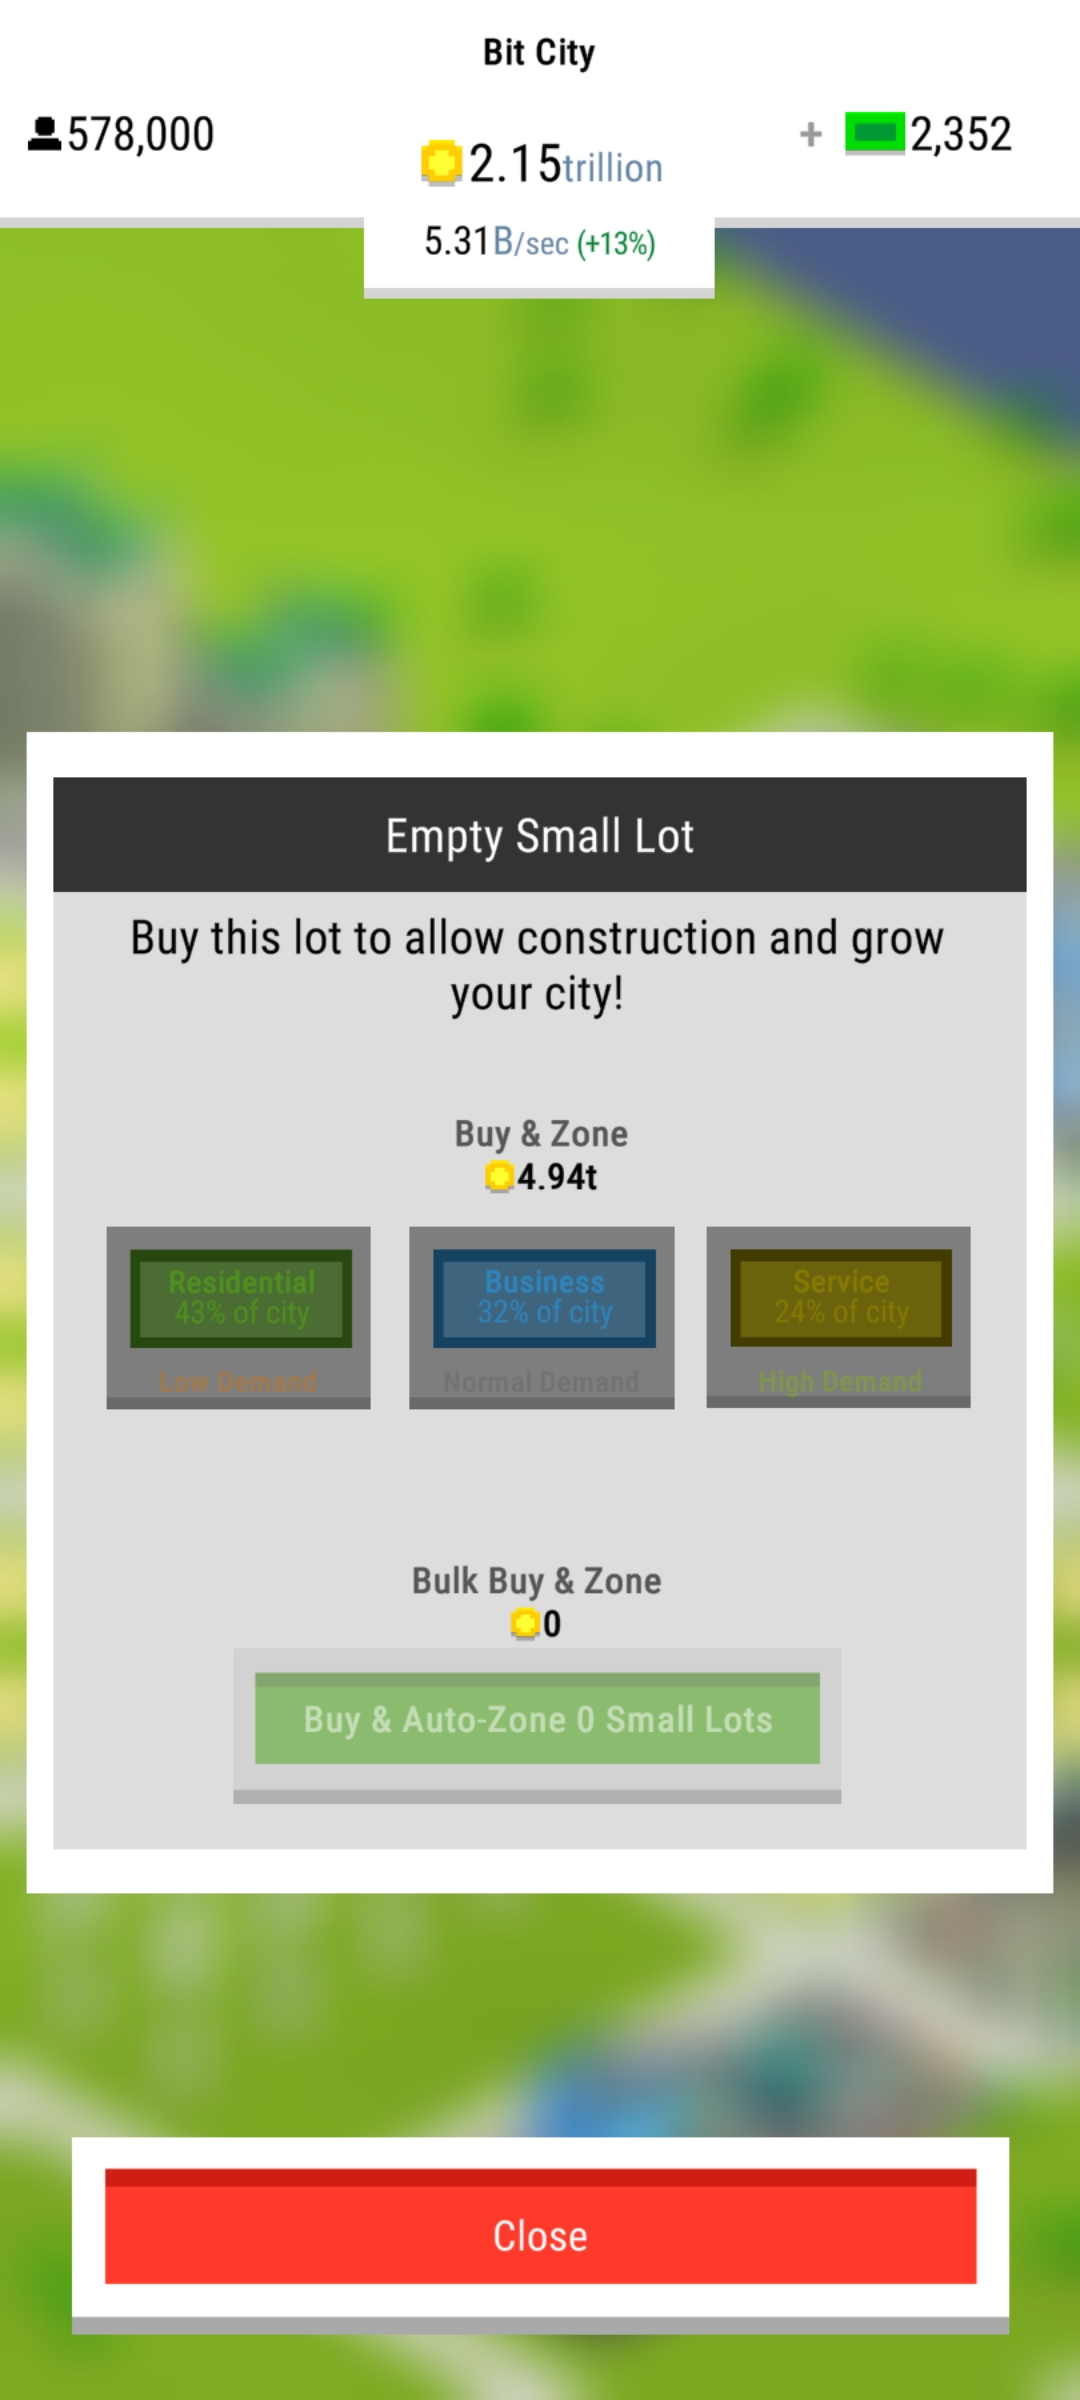 Bit City
578,000
2.15trillion
+ 2,352
5.31B/sec (+13%)
Empty Small Lot
Buy this lot to allow construction and grow
your city!
Buy & Zone
4.94t
Residential
43% of city
Low Demand
Business
32% of city
Normal Demand
Service
24% of city
High Demand
Bulk Buy & Zone
0
Buy & Auto-Zone 0 Small Lots
Close